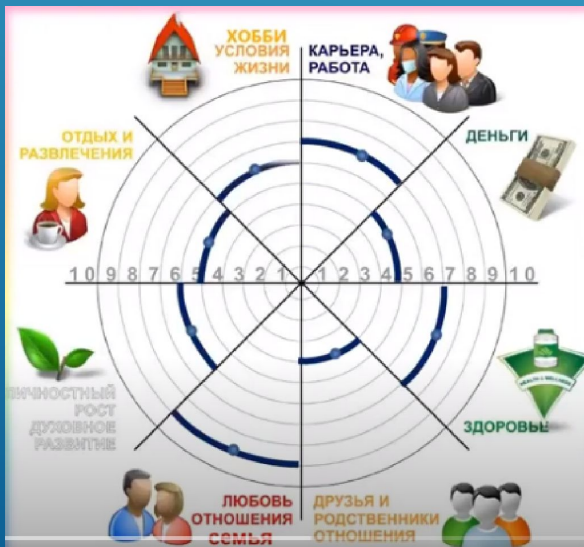 ХОББИ
УСЛОВИЯ
ЖИЗНИ
КАРЬЕРА,
РАБОТА
ОТДЫХ И
РАЗВЛЕЧЕНИЯ
ДЕНЬГИ
10 9 8 7 6 5 4 3 2 1 1 2 3 4 5 6 7 8 9 10
ЛИЧНОСТНЫЙ
РОСТ
ДУХОВНОЕ
РАЗВИТИЕ
HEALTH & WELLNESS
ЗДОРОВЬЕ
ЛЮБОВЬ
ОТНОШЕНИЯ
СЕМЬЯ
ДРУЗЬЯ И
РОДСТВЕННИКИ
ОТНОШЕНИЯ